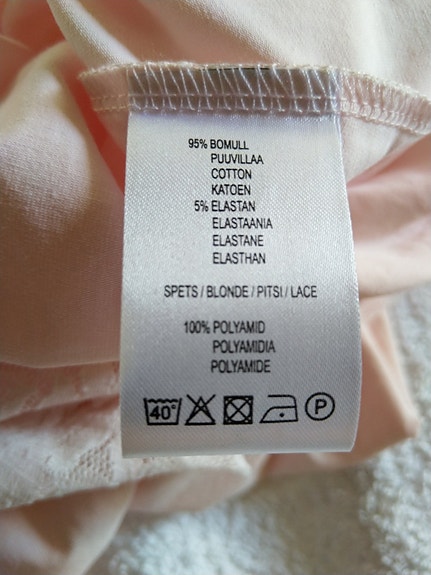 95% BOMULL
PUUVILLAA
COTTON
KATOEN
5% ELASTAN
ELASTAANIA
ELASTANE
ELASTHAN
SPETS / BLONDE / PITSI / LACE
100% POLYAMID
POLYAMIDIA
POLYAMIDE
40° P